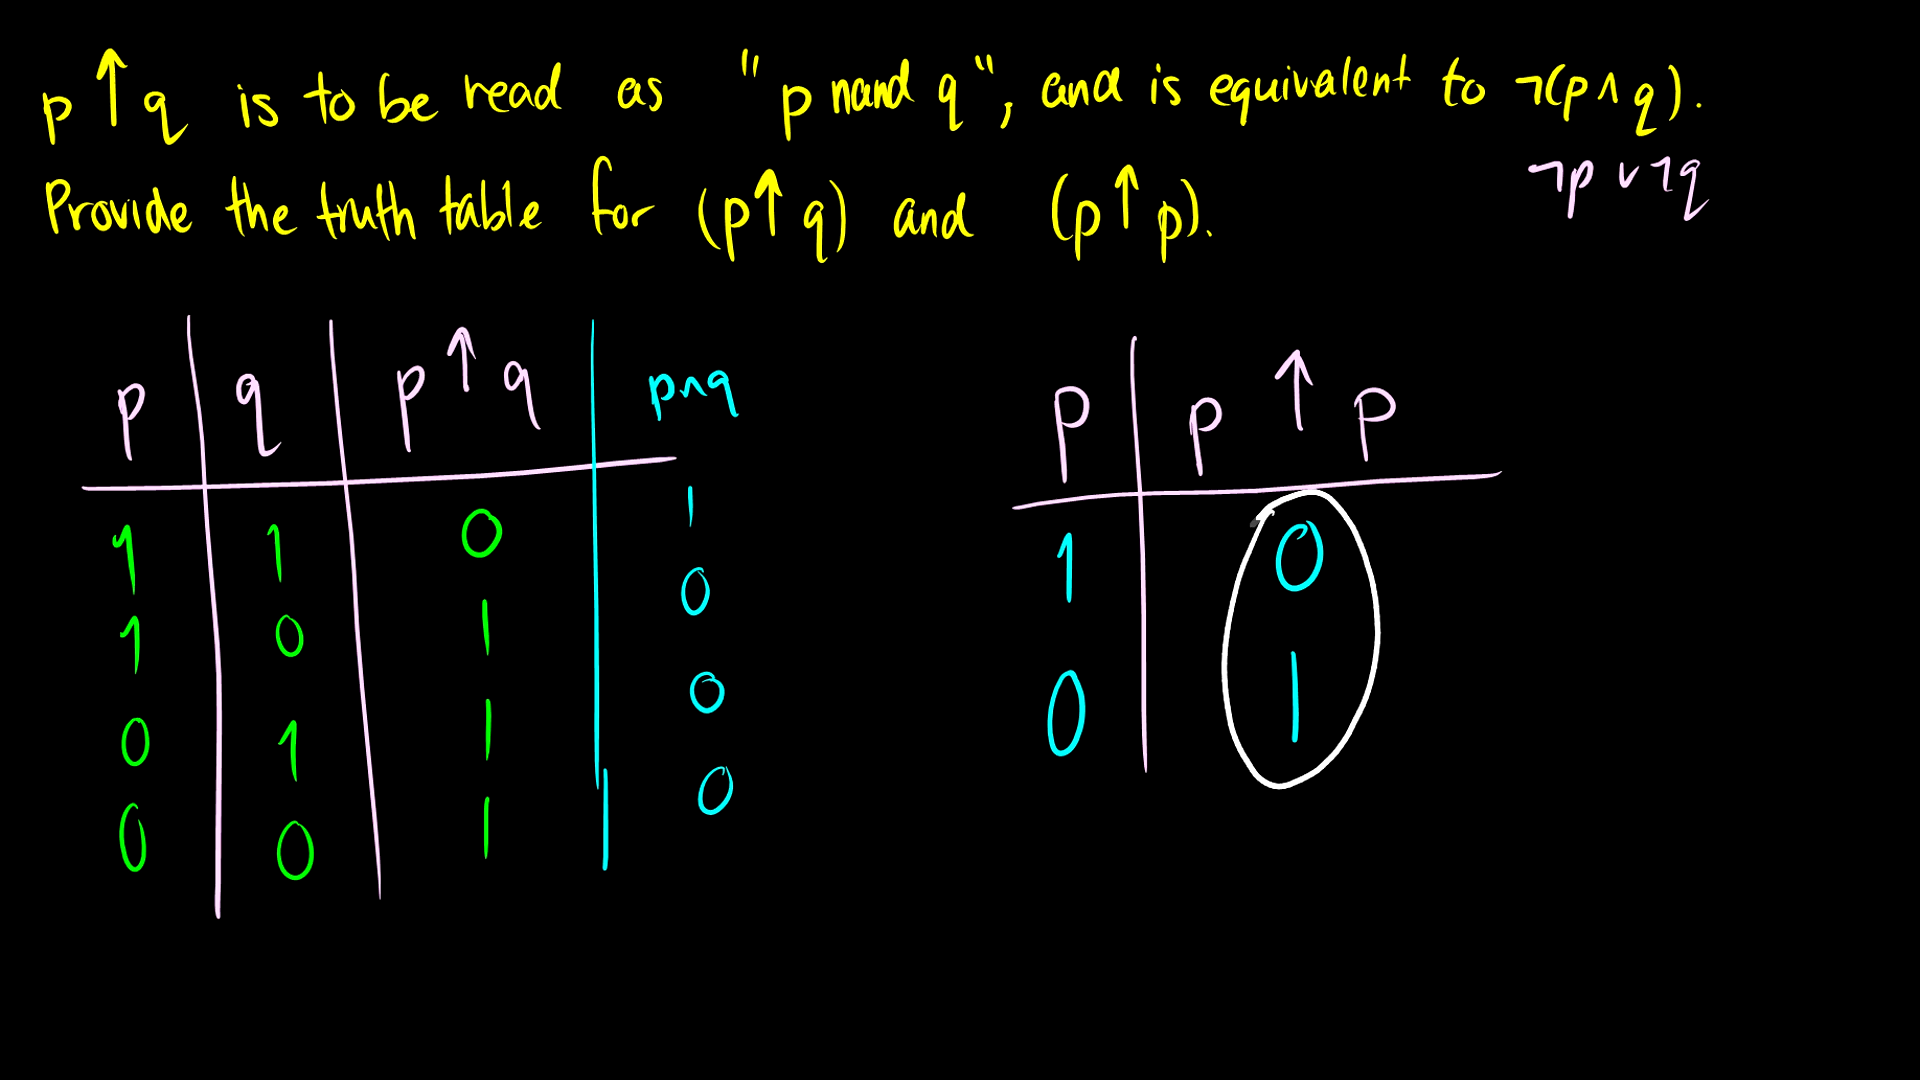 p ↑ q is to be read as "p nand q", and is equivalent to ¬(p ∧ q).
¬p ∨ ¬q
Provide the truth table for (p ↑ q) and (p ↑ p).
p q p ↑ q p ∧ q
1 1 0 1
1 0 1 0
0 1 1 0
0 0 1 0
p p ↑ p
1 0
0 1